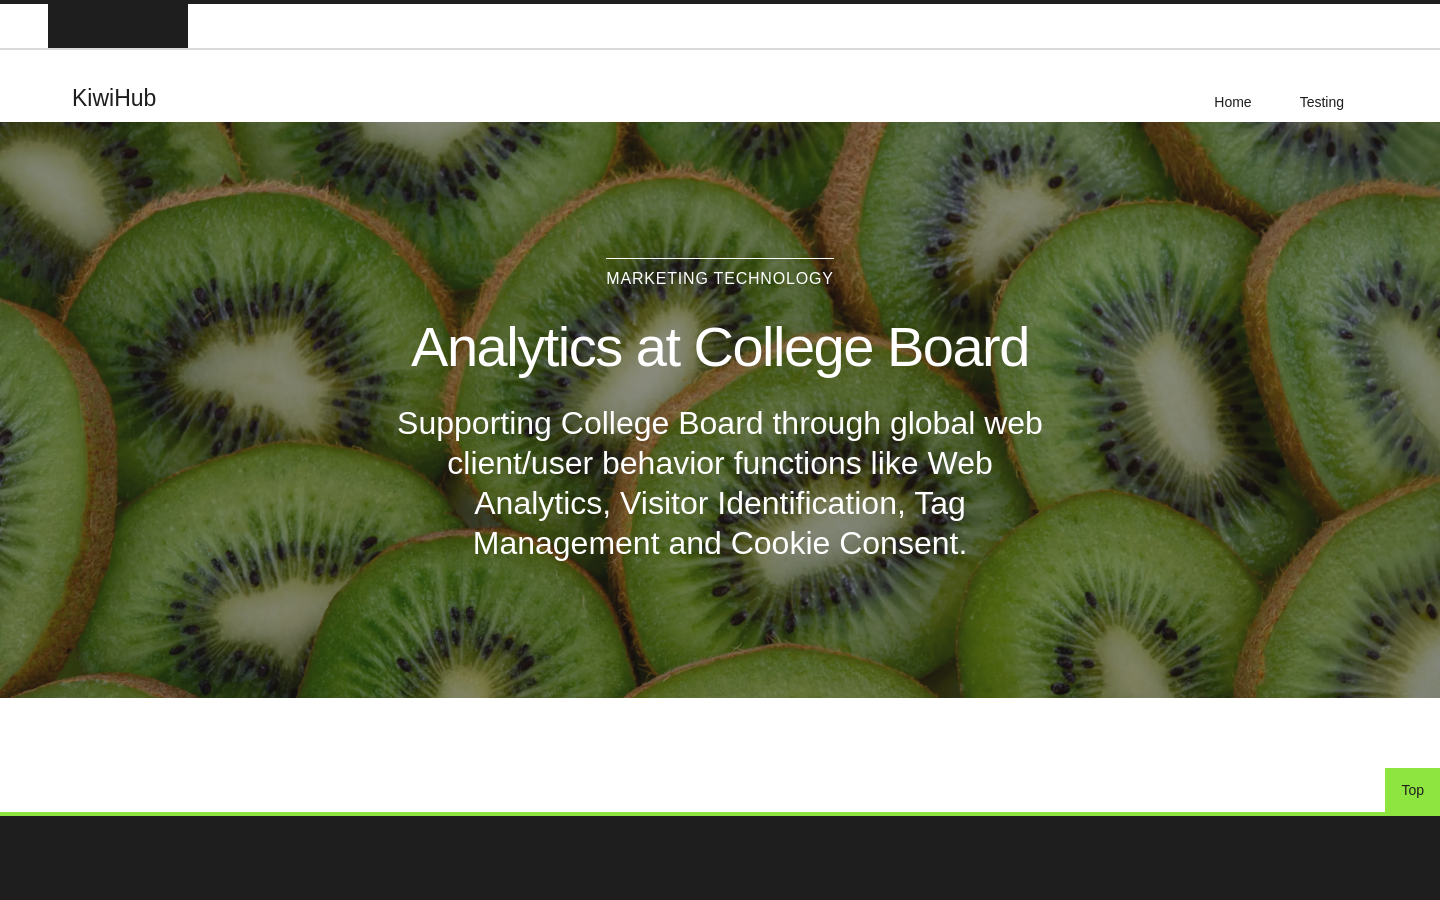 KiwiHub
Home
Testing
MARKETING TECHNOLOGY
Analytics at College Board
Supporting College Board through global web
client/user behavior functions like Web
Analytics, Visitor Identification, Tag
Management and Cookie Consent.
Top